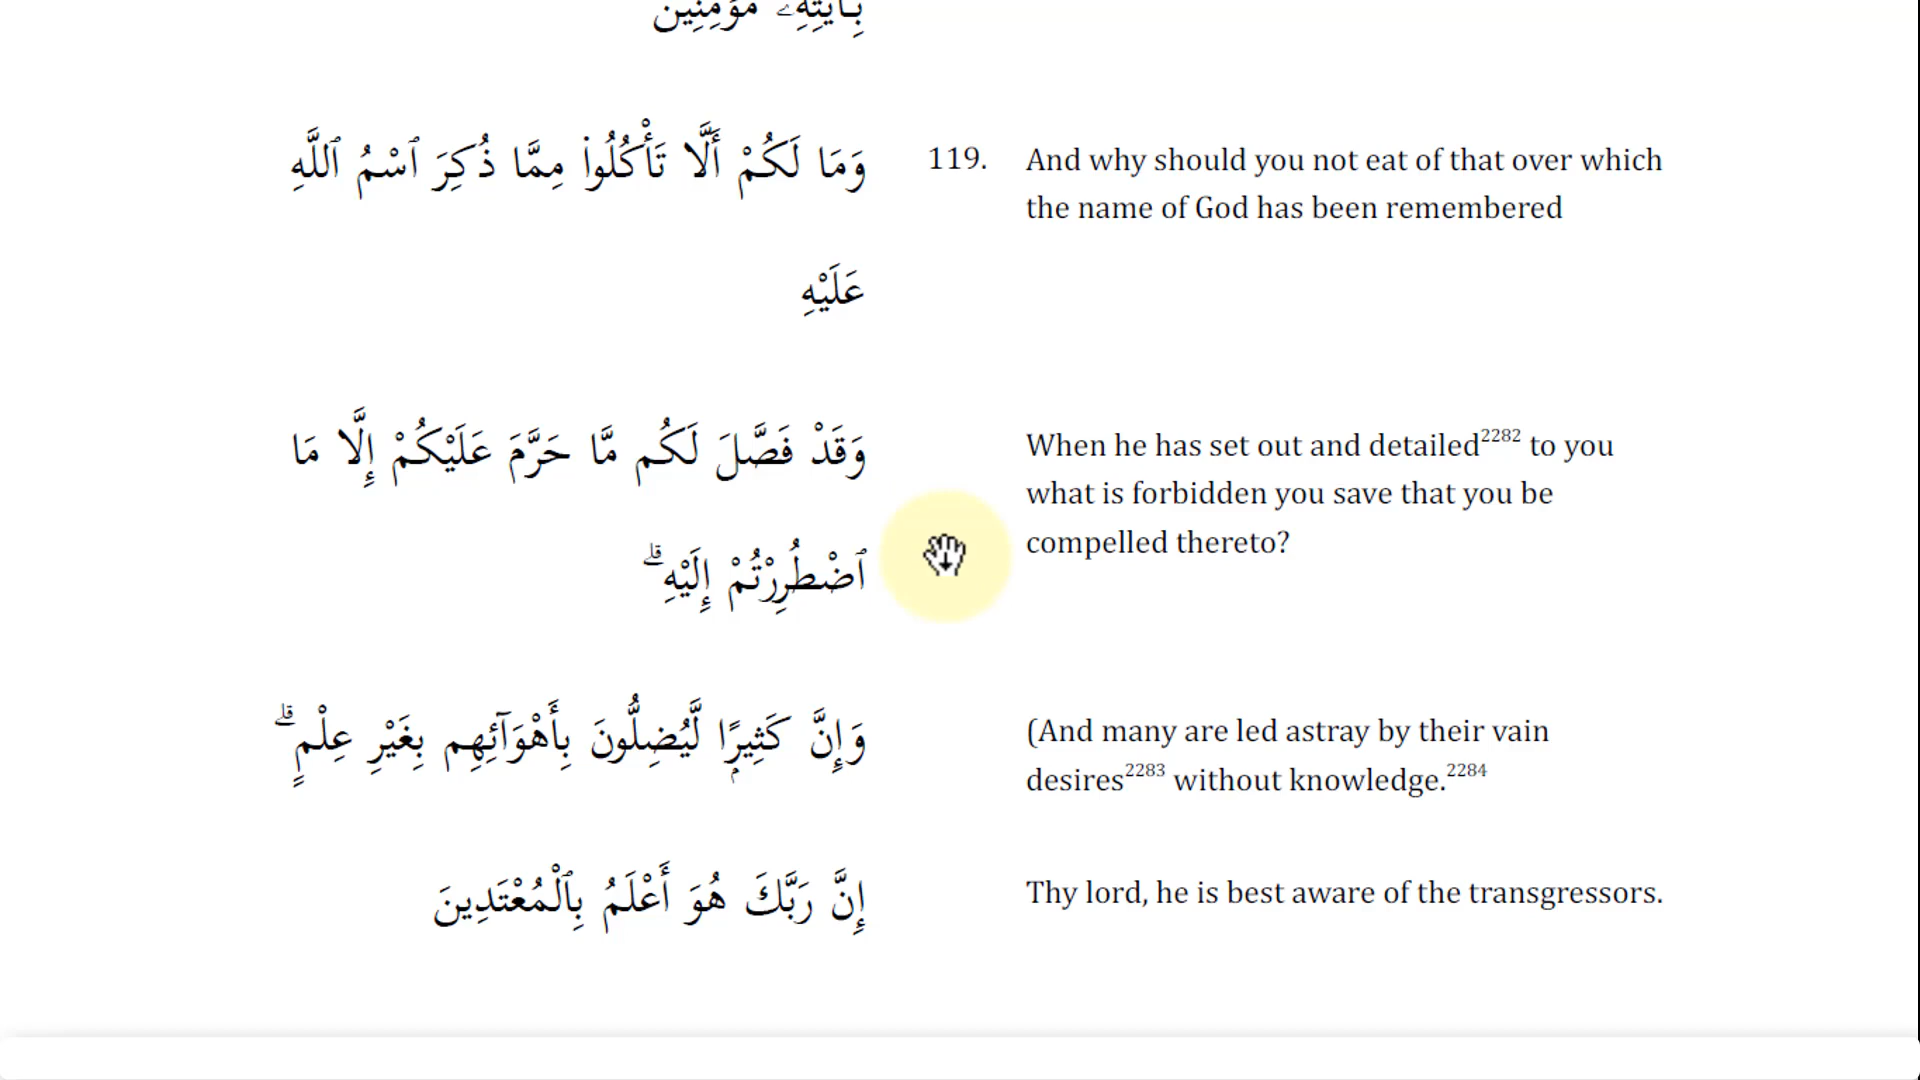 بِـَٔايَـٰتِهِۦ مُؤْمِنِينَ
وَمَا لَكُمْ أَلَّا تَأْكُلُوا۟ مِمَّا ذُكِرَ ٱسْمُ ٱللَّهِ
عَلَيْهِ
119. And why should you not eat of that over which
the name of God has been remembered
وَقَدْ فَصَّلَ لَكُم مَّا حَرَّمَ عَلَيْكُمْ إِلَّا مَا
ٱضْطُرِرْتُمْ إِلَيْهِ ۗ
When he has set out and detailed2282 to you
what is forbidden you save that you be
compelled thereto?
وَإِنَّ كَثِيرًۭا لَّيُضِلُّونَ بِأَهْوَآئِهِم بِغَيْرِ عِلْمٍ ۗ
(And many are led astray by their vain
desires2283 without knowledge.2284
إِنَّ رَبَّكَ هُوَ أَعْلَمُ بِٱلْمُعْتَدِينَ
Thy lord, he is best aware of the transgressors.